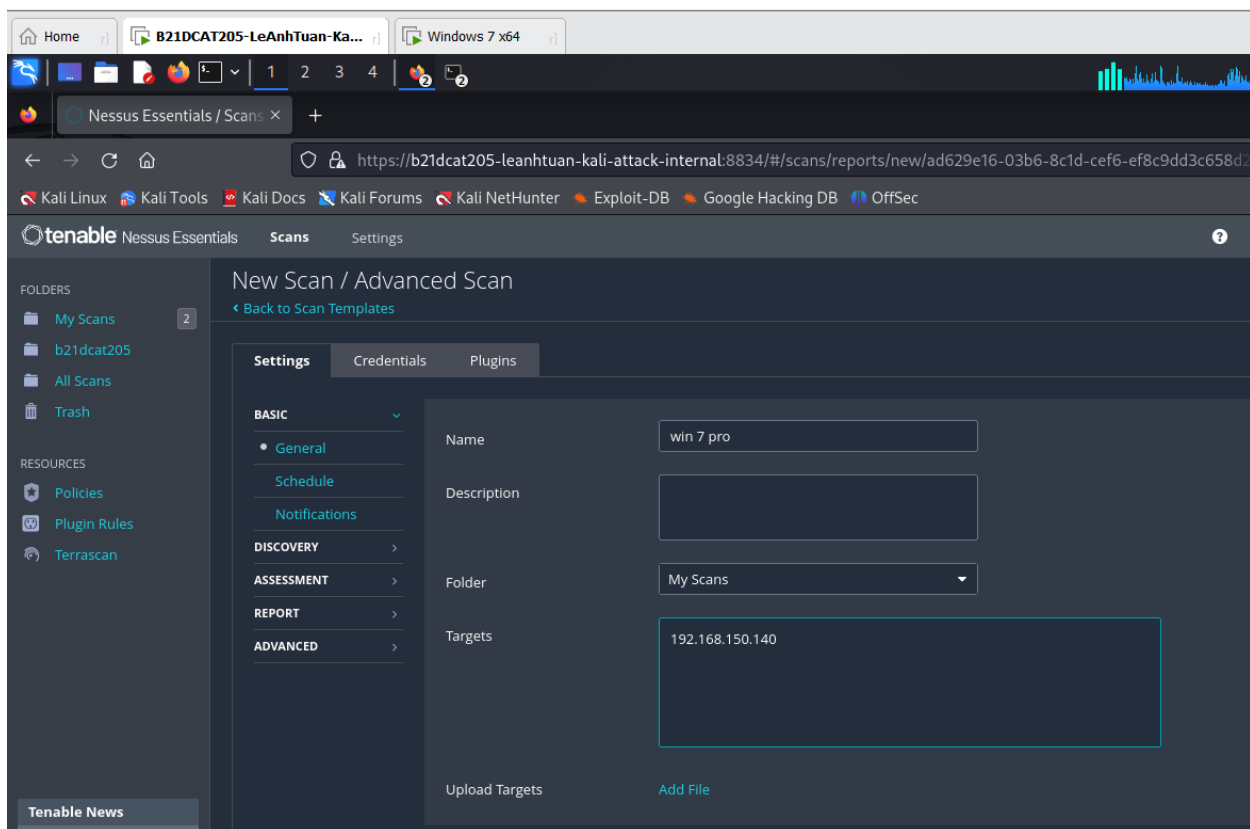 Home
B21DCAT205-LeAnhTuan-Ka...
Windows 7 x64
1 2 3 4
2
2
Nessus Essentials / Scans
https://b21dcat205-leanhtuan-kali-attack-internal:8834/#/scans/reports/new/ad629e16-03b6-8c1d-cef6-ef8c9dd3c658d2
Kali Linux Kali Tools Kali Docs Kali Forums Kali NetHunter Exploit-DB Google Hacking DB OffSec
tenable Nessus Essentials Scans Settings
FOLDERS
My Scans 2
b21dcat205
All Scans
Trash
RESOURCES
Policies
Plugin Rules
Terrascan
Tenable News
New Scan / Advanced Scan
Back to Scan Templates
Settings Credentials Plugins
BASIC
General
Schedule
Notifications
DISCOVERY
ASSESSMENT
REPORT
ADVANCED
Name win 7 pro
Description
Folder My Scans
Targets 192.168.150.140
Upload Targets Add File